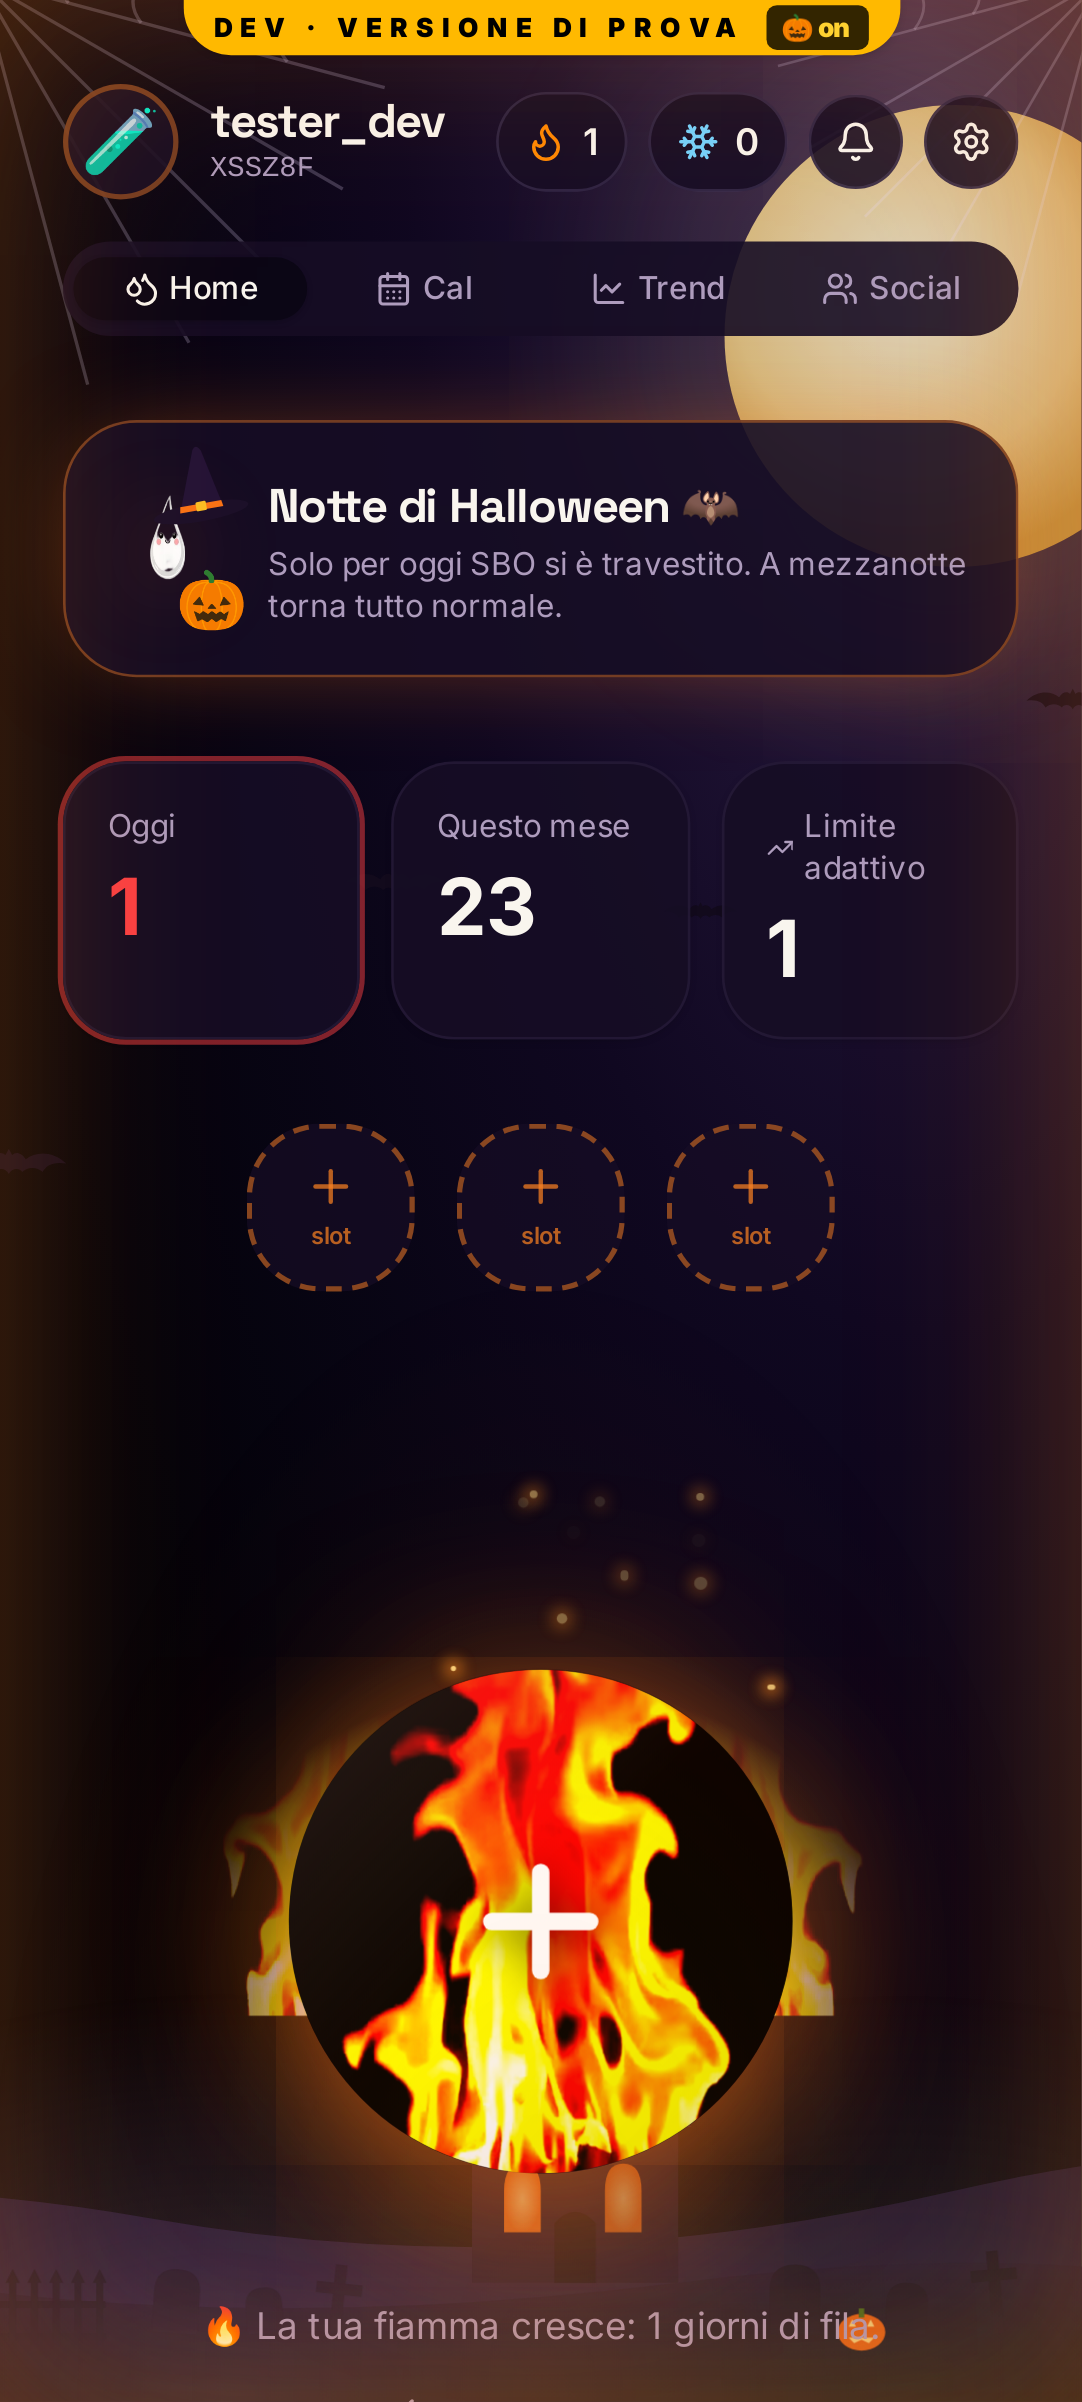 DEV · VERSIONE DI PROVA 🎃 on
tester_dev
XSSZ8F
1
0
Home
Cal
Trend
Social
Notte di Halloween 🦇
Solo per oggi SBO si è travestito. A mezzanotte
torna tutto normale.
Oggi
1
Questo mese
23
Limite
adattivo
1
slot
slot
slot
🔥 La tua fiamma cresce: 1 giorni di fila.